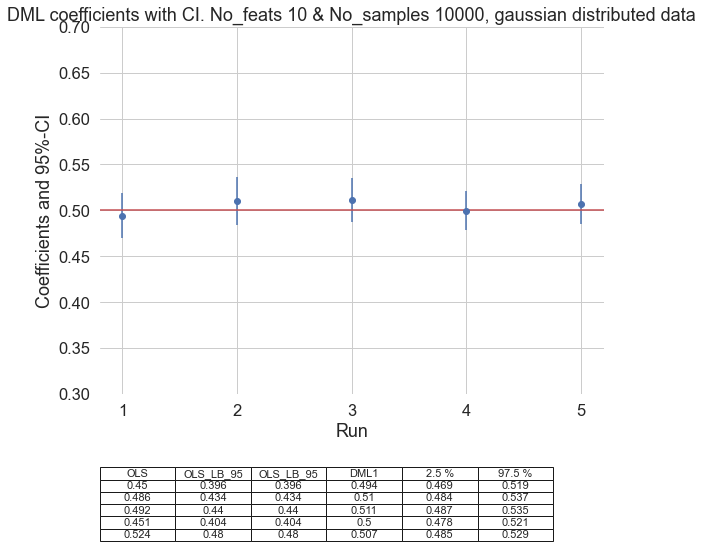 DML coefficients with CI. No_feats 10 & No_samples 10000, gaussian distributed data
0.70
0.65
0.60
0.55
0.50
0.45
0.40
0.35
0.30
Coefficients and 95%-CI
1 2 3 4 5
Run
OLS OLS_LB_95 OLS_LB_95 DML1 2.5 % 97.5 %
0.45 0.396 0.396 0.494 0.469 0.519
0.486 0.434 0.434 0.51 0.484 0.537
0.492 0.44 0.44 0.511 0.487 0.535
0.451 0.404 0.404 0.5 0.478 0.521
0.524 0.48 0.48 0.507 0.485 0.529